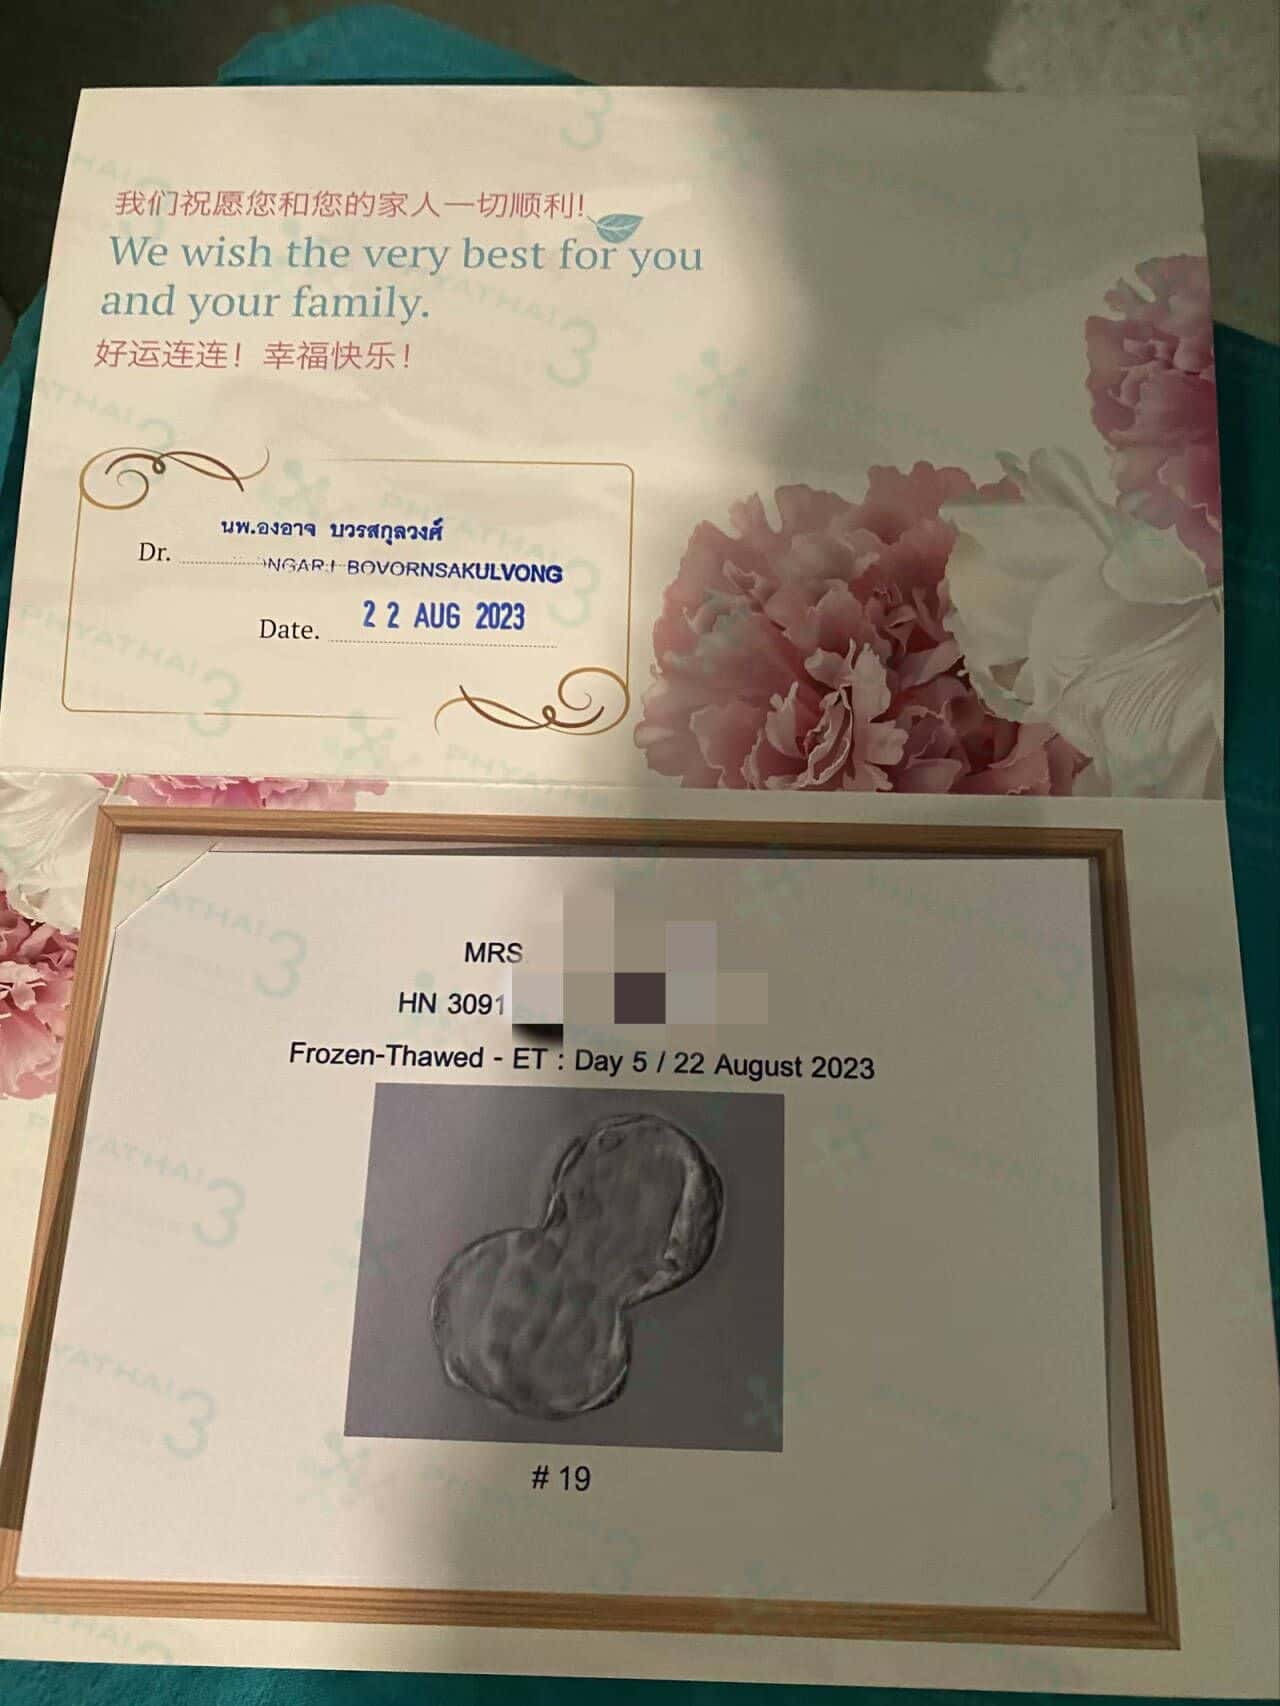 我们祝愿您和您的家人一切顺利!
We wish the very best for you
and your family.
好运连连！幸福快乐！
นพ.องอาจ บวรสกุลวงศ์
Dr. BOVORNSAKULVONG
Date. 22 AUG 2023
MRS
HN 3091
Frozen-Thawed - ET : Day 5 / 22 August 2023
# 19
PHYATHAI 3